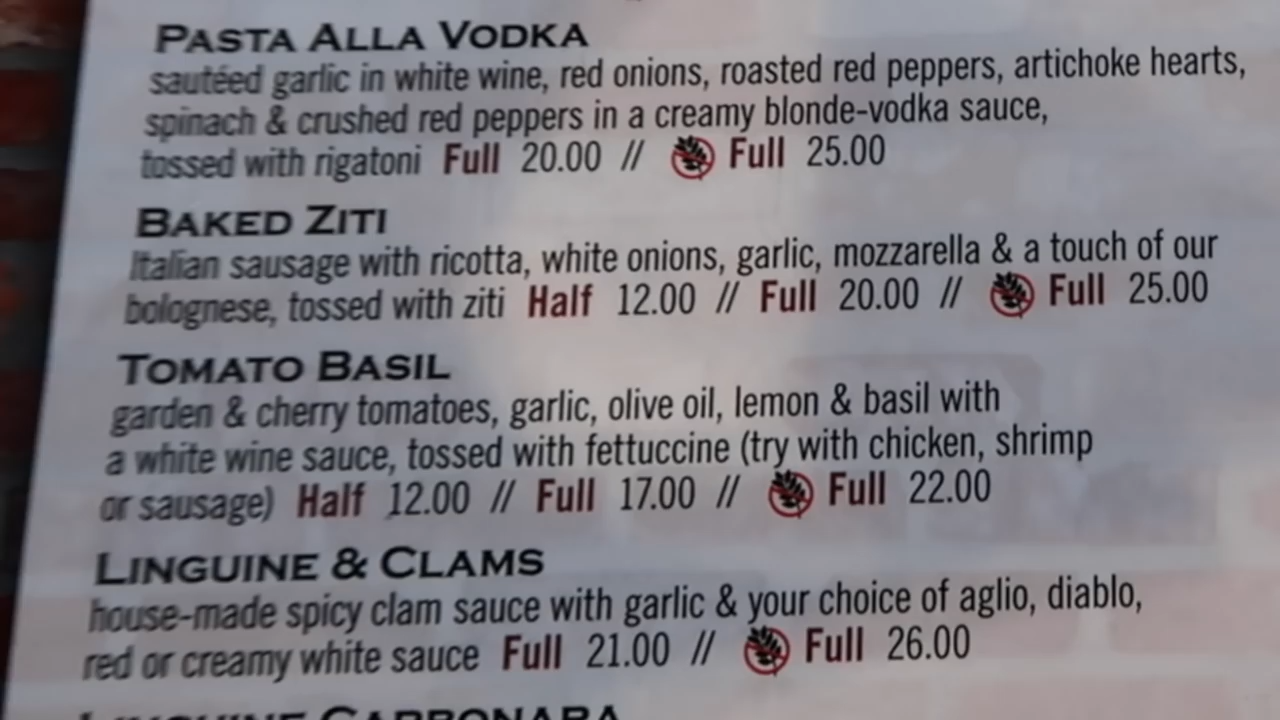 PASTA ALLA VODKA
sautéed garlic in white wine, red onions, roasted red peppers, artichoke hearts,
spinach & crushed red peppers in a creamy blonde-vodka sauce,
tossed with rigatoni Full 20.00 // Full 25.00
BAKED ZITI
Italian sausage with ricotta, white onions, garlic, mozzarella & a touch of our
bolognese, tossed with ziti Half 12.00 // Full 20.00 // Full 25.00
TOMATO BASIL
garden & cherry tomatoes, garlic, olive oil, lemon & basil with
a white wine sauce, tossed with fettuccine (try with chicken, shrimp
or sausage) Half 12.00 // Full 17.00 // Full 22.00
LINGUINE & CLAMS
house-made spicy clam sauce with garlic & your choice of aglio, diablo,
red or creamy white sauce Full 21.00 // Full 26.00
LINGUINE CARBONARA